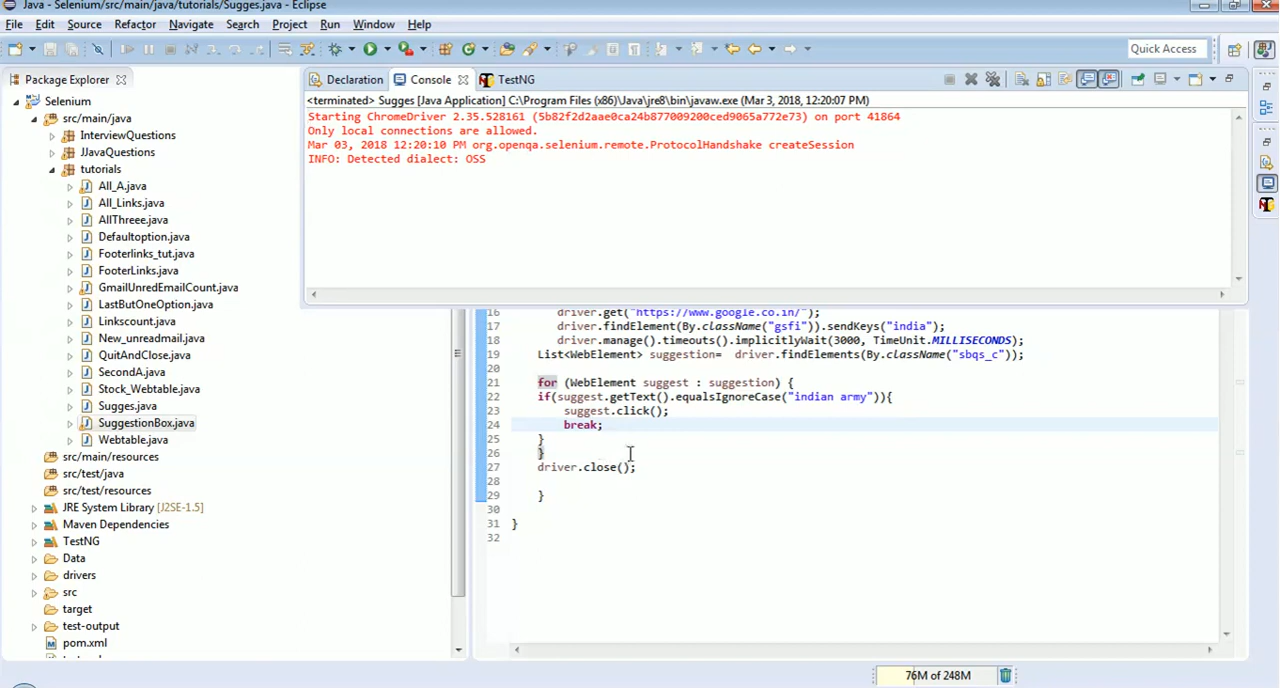 Java - Selenium/src/main/java/tutorials/Sugges.java - Eclipse
File Edit Source Refactor Navigate Search Project Run Window Help
Quick Access
Package Explorer
Declaration Console TestNG
<terminated> Sugges [Java Application] C:\Program Files (x86)\Java\jre8\bin\javaw.exe (Mar 3, 2018, 12:20:07 PM)
Starting ChromeDriver 2.35.528161 (5b82f2d2aae0ca24b877009200ced9065a772e73) on port 41864
Only local connections are allowed.
Mar 03, 2018 12:20:10 PM org.openqa.selenium.remote.ProtocolHandshake createSession
INFO: Detected dialect: OSS
Selenium
src/main/java
InterviewQuestions
JJavaQuestions
tutorials
All_A.java
All_Links.java
AllThreee.java
Defaultoption.java
Footerlinks_tut.java
FooterLinks.java
GmailUnredEmailCount.java
LastButOneOption.java
Linkscount.java
New_unreadmail.java
QuitAndClose.java
SecondA.java
Stock_Webtable.java
Sugges.java
SuggestionBox.java
Webtable.java
src/main/resources
src/test/java
src/test/resources
JRE System Library [J2SE-1.5]
Maven Dependencies
TestNG
Data
drivers
src
target
test-output
pom.xml
16 driver.get("https://www.google.co.in/");
17 driver.findElement(By.className("gsfi")).sendKeys("india");
18 driver.manage().timeouts().implicitlyWait(3000, TimeUnit.MILLISECONDS);
19 List<WebElement> suggestion= driver.findElements(By.className("sbqs_c"));
20
21 for (WebElement suggest : suggestion) {
22 if(suggest.getText().equalsIgnoreCase("indian army")){
23 suggest.click();
24 break;
25 }
26 }
27 driver.close();
28
29 }
30
31 }
32
76M of 248M